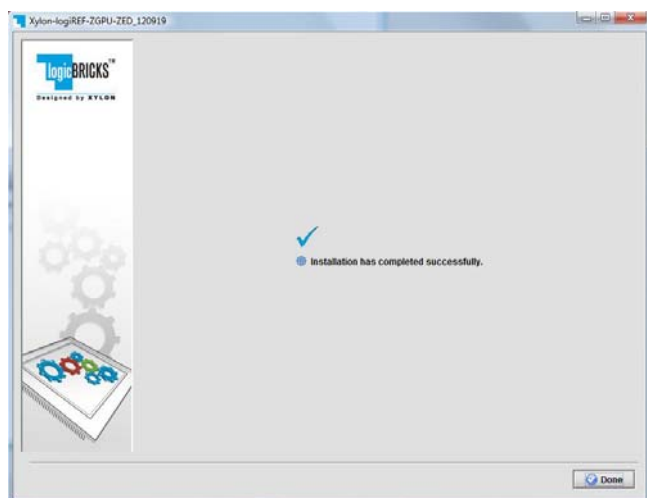 Xylon-logiREF-ZGPU-ZED_120919
logicBRICKS™
Designed by XYLON
Installation has completed successfully.
Done